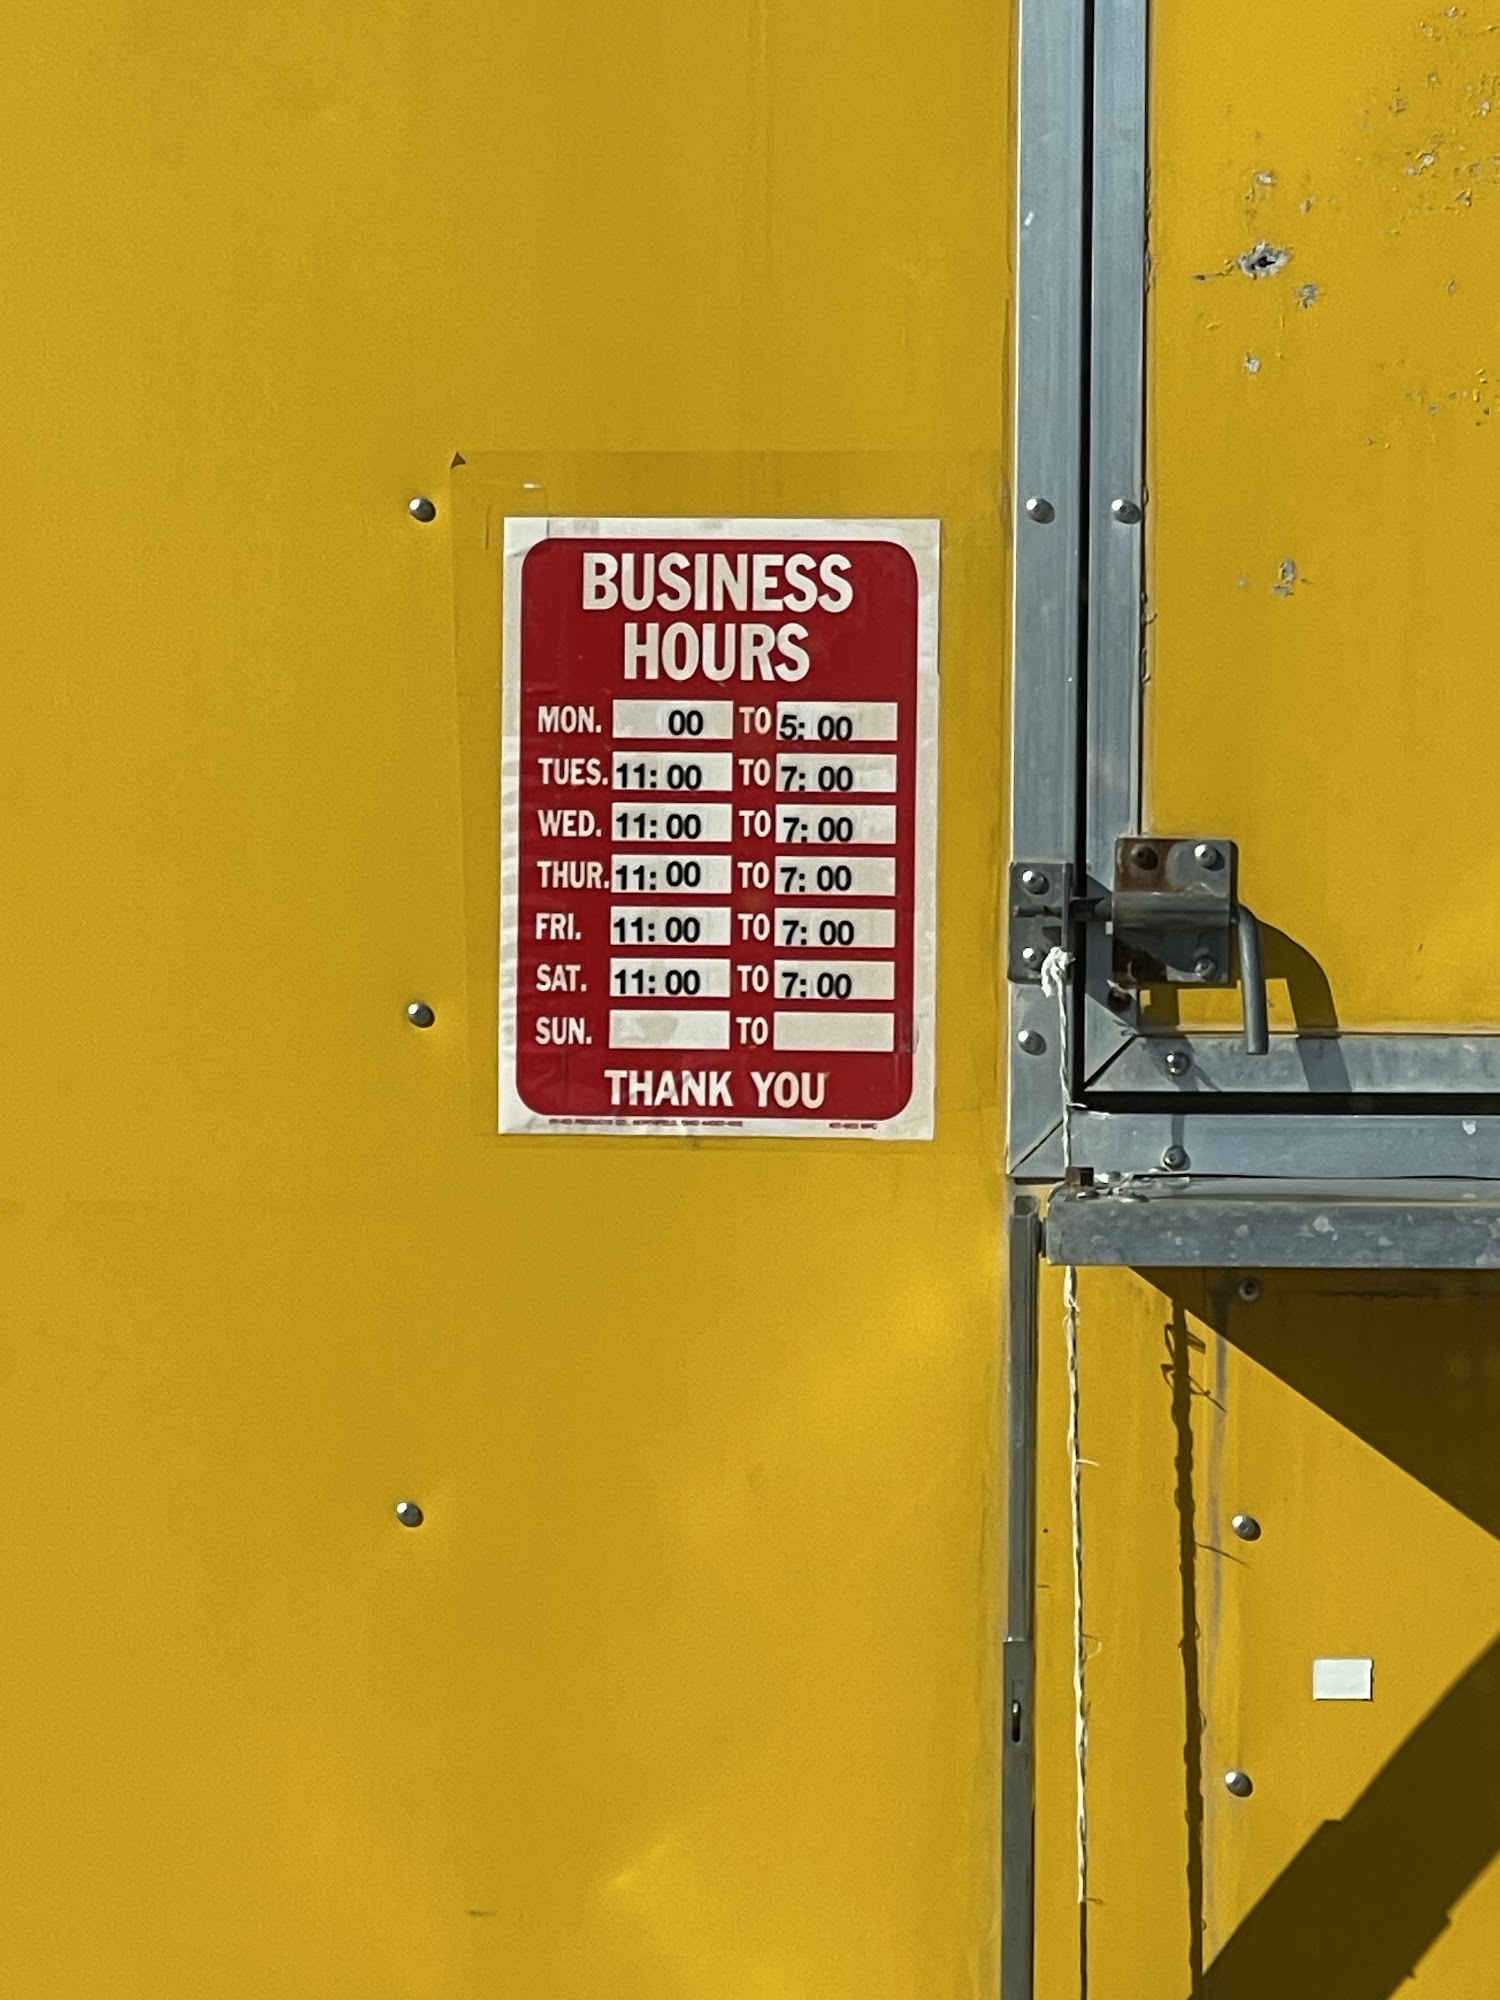 BUSINESS
HOURS
MON. 00 TO 5: 00
TUES. 11: 00 TO 7: 00
WED. 11: 00 TO 7: 00
THUR. 11: 00 TO 7: 00
FRI. 11: 00 TO 7: 00
SAT. 11: 00 TO 7: 00
SUN. TO
THANK YOU